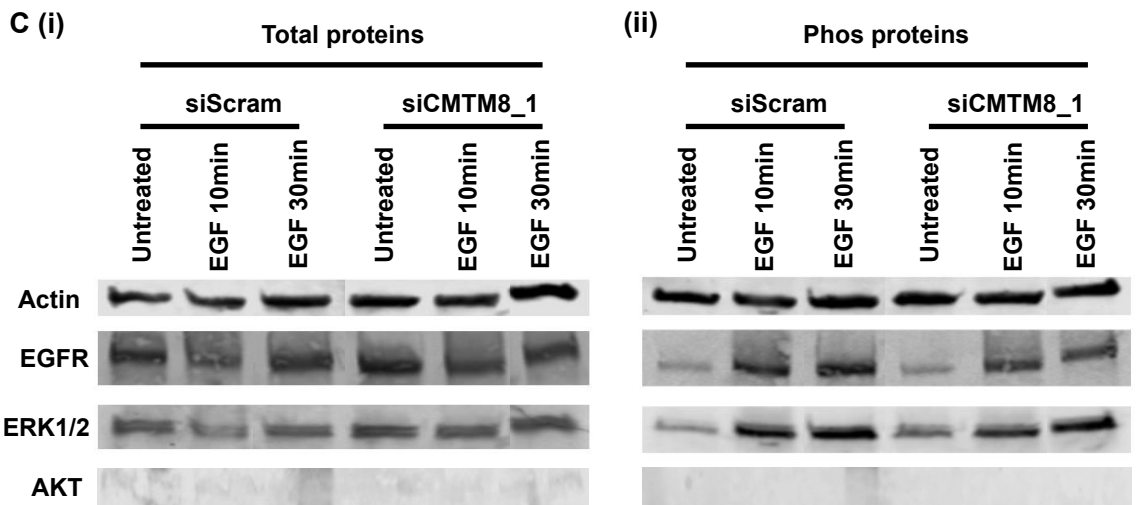 C (i)
Total proteins
siScram
siCMTM8_1
Untreated
EGF 10min
EGF 30min
Untreated
EGF 10min
EGF 30min
Actin
EGFR
ERK1/2
AKT
(ii)
Phos proteins
siScram
siCMTM8_1
Untreated
EGF 10min
EGF 30min
Untreated
EGF 10min
EGF 30min